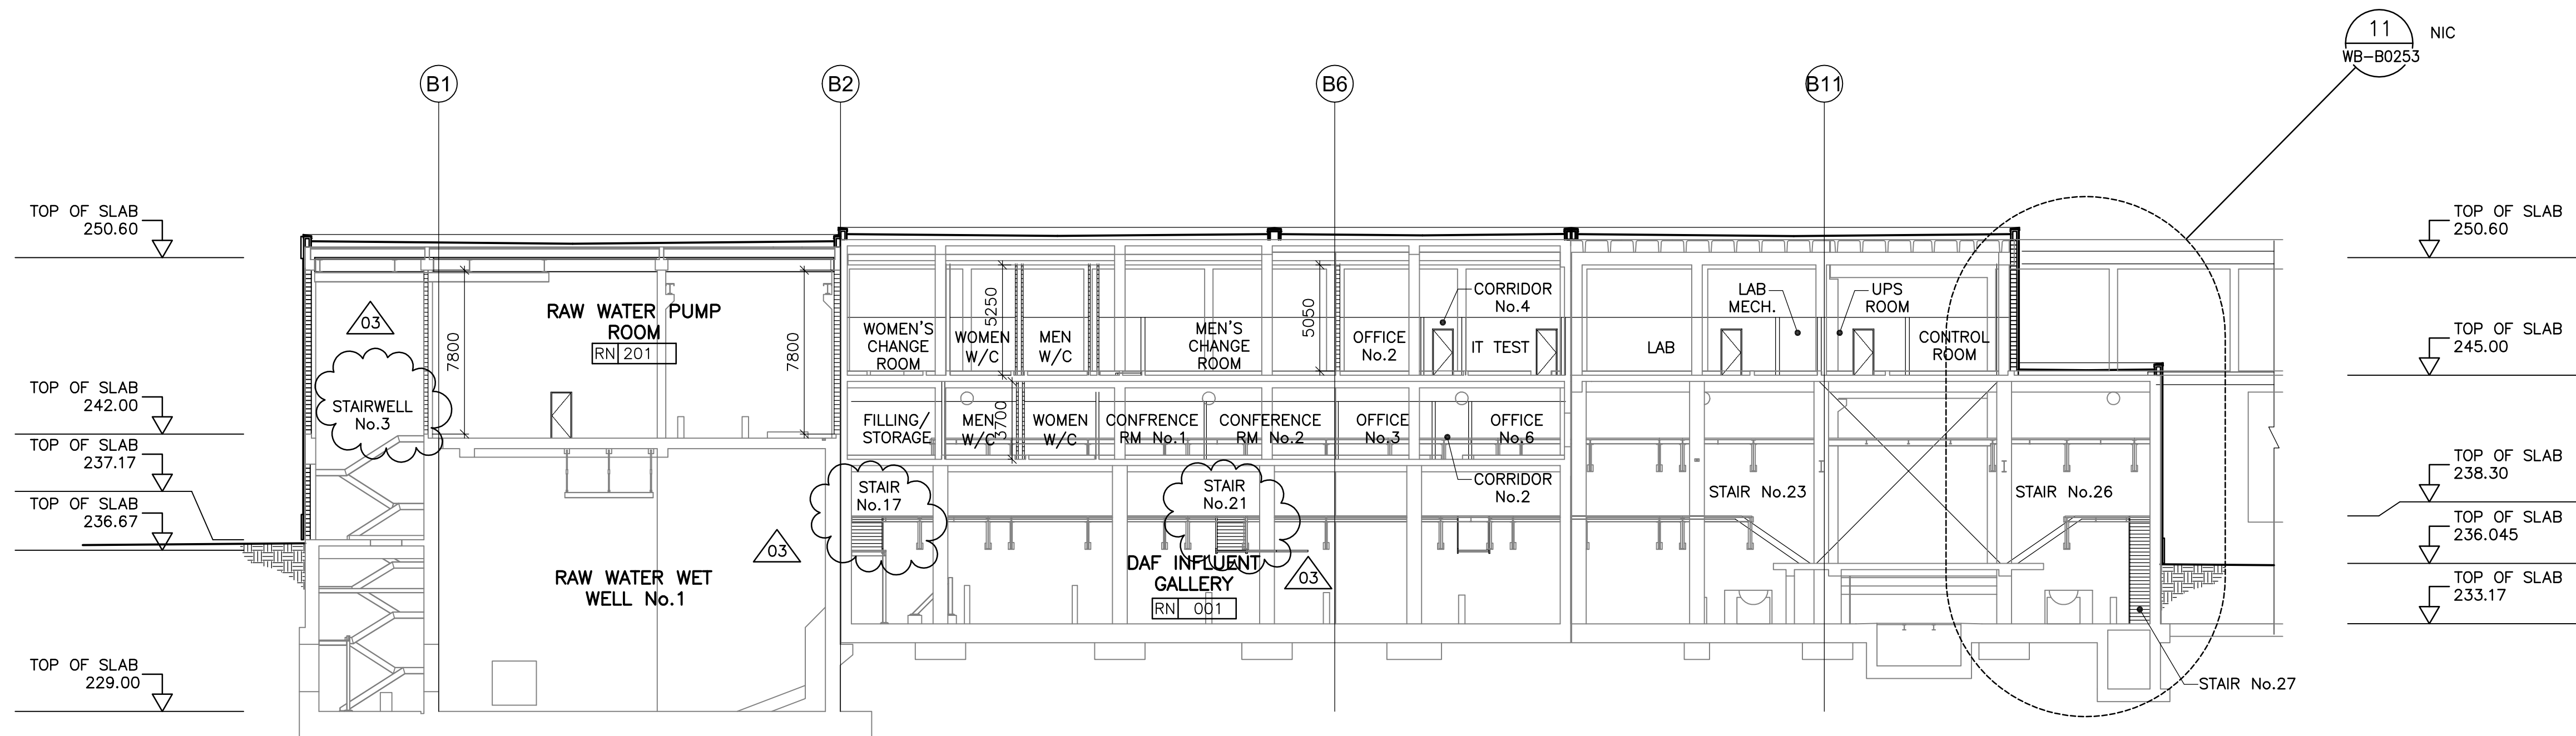 11
WB-B0253
NIC
B1
B2
B6
B11
TOP OF SLAB
250.60
TOP OF SLAB
242.00
TOP OF SLAB
237.17
TOP OF SLAB
236.67
TOP OF SLAB
229.00
03
STAIRWELL
No.3
7800
RAW WATER PUMP
ROOM
RN 201
7800
RAW WATER WET
WELL No.1
03
WOMEN'S
CHANGE
ROOM
WOMEN
W/C
5250
MEN
W/C
MEN'S
CHANGE
ROOM
5050
OFFICE
No.2
CORRIDOR
No.4
IT TEST
LAB
LAB
MECH.
UPS
ROOM
CONTROL
ROOM
FILLING/
STORAGE
MEN
W/C
3700
WOMEN
W/C
CONFRENCE
RM No.1
CONFERENCE
RM No.2
OFFICE
No.3
OFFICE
No.6
CORRIDOR
No.2
STAIR
No.17
STAIR
No.21
STAIR No.23
STAIR No.26
DAF INFLUENT
GALLERY
RN 001
03
STAIR No.27
TOP OF SLAB
250.60
TOP OF SLAB
245.00
TOP OF SLAB
238.30
TOP OF SLAB
236.045
TOP OF SLAB
233.17